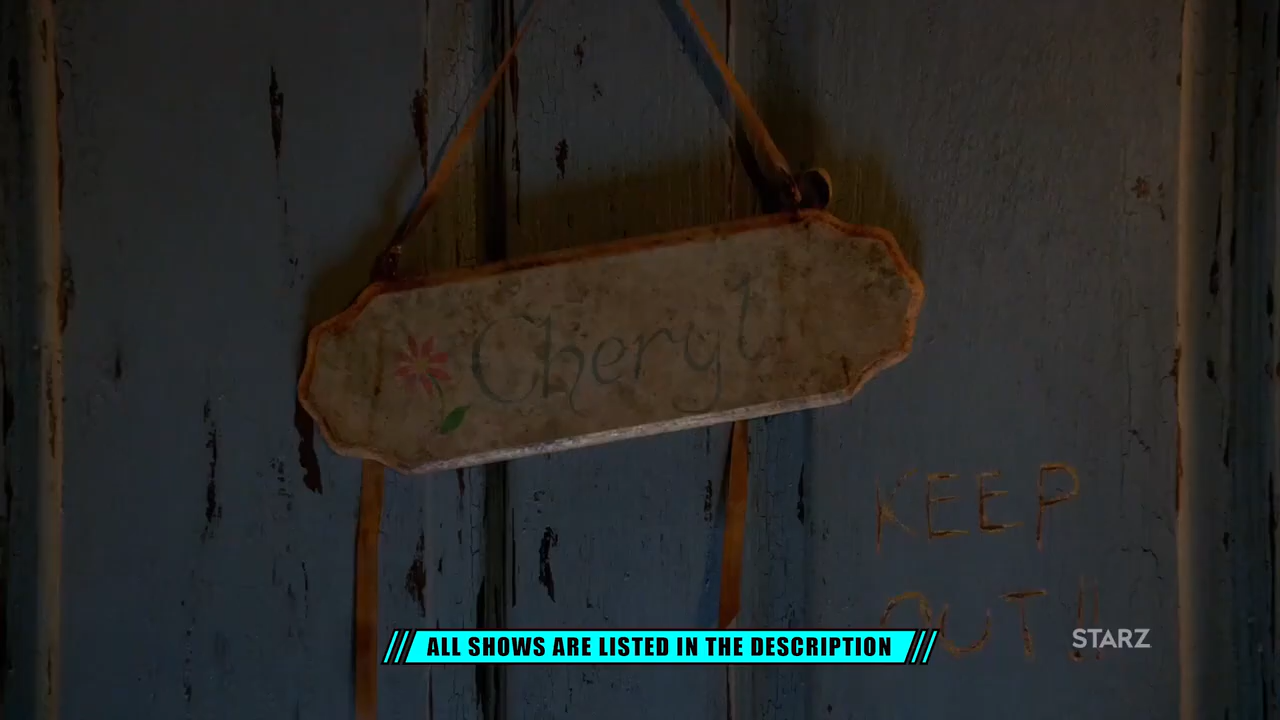 Cheryl
KEEP
OUT!!
STARZ
ALL SHOWS ARE LISTED IN THE DESCRIPTION